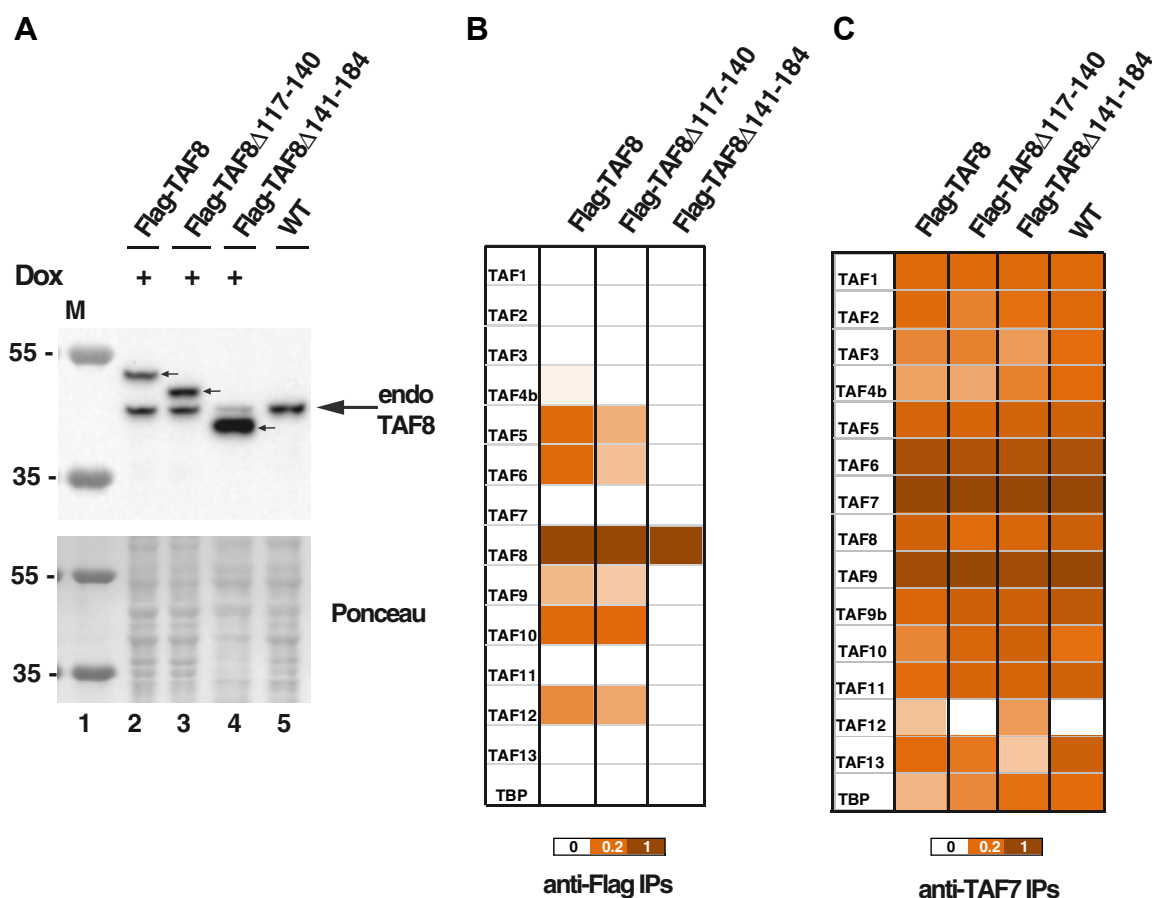 A
Flag-TAF8
Flag-TAF8Δ117-140
Flag-TAF8Δ141-184
WT
Dox + + +
M
55 -
35 -
endo
TAF8
55 -
35 -
Ponceau
1 2 3 4 5
B
Flag-TAF8
Flag-TAF8Δ117-140
Flag-TAF8Δ141-184
TAF1
TAF2
TAF3
TAF4b
TAF5
TAF6
TAF7
TAF8
TAF9
TAF10
TAF11
TAF12
TAF13
TBP
0 0.2 1
anti-Flag IPs
C
Flag-TAF8
Flag-TAF8Δ117-140
Flag-TAF8Δ141-184
WT
TAF1
TAF2
TAF3
TAF4b
TAF5
TAF6
TAF7
TAF8
TAF9
TAF9b
TAF10
TAF11
TAF12
TAF13
TBP
0 0.2 1
anti-TAF7 IPs